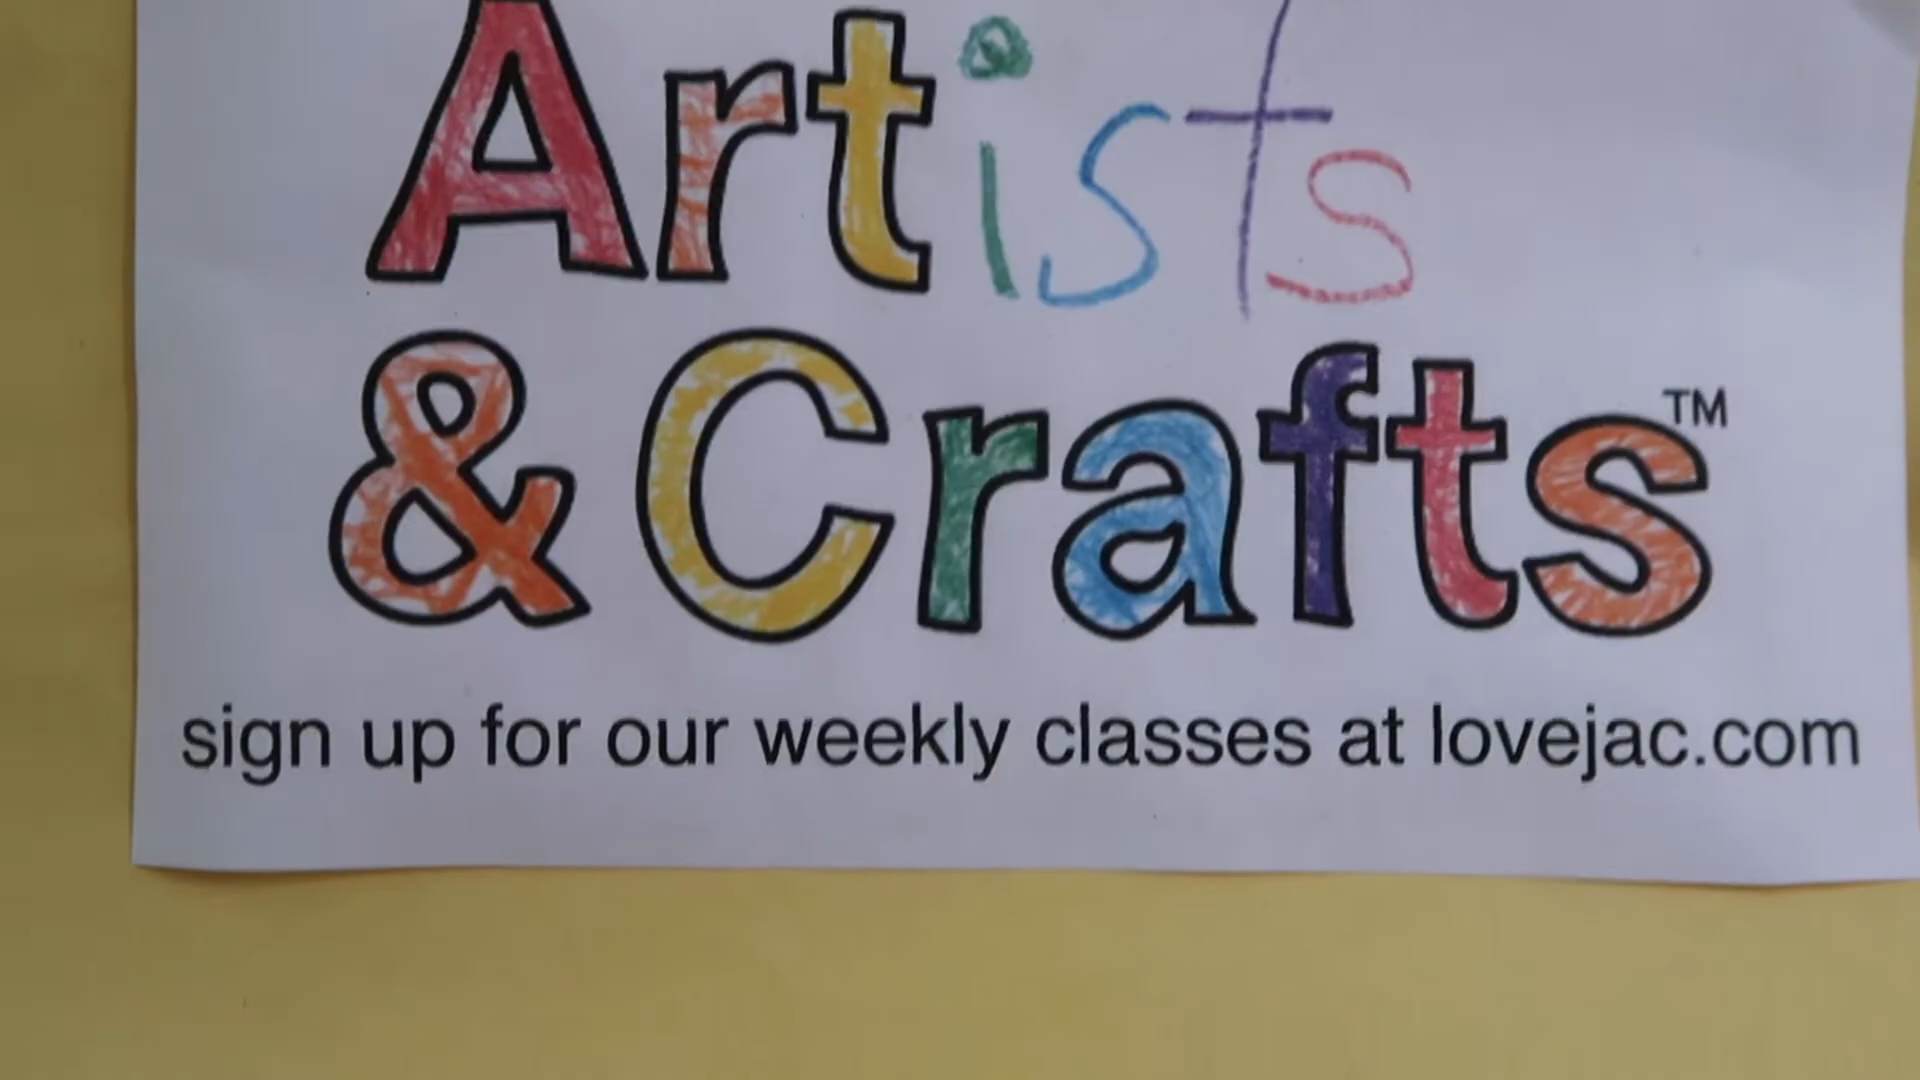 Artists
& Crafts™
sign up for our weekly classes at lovejac.com